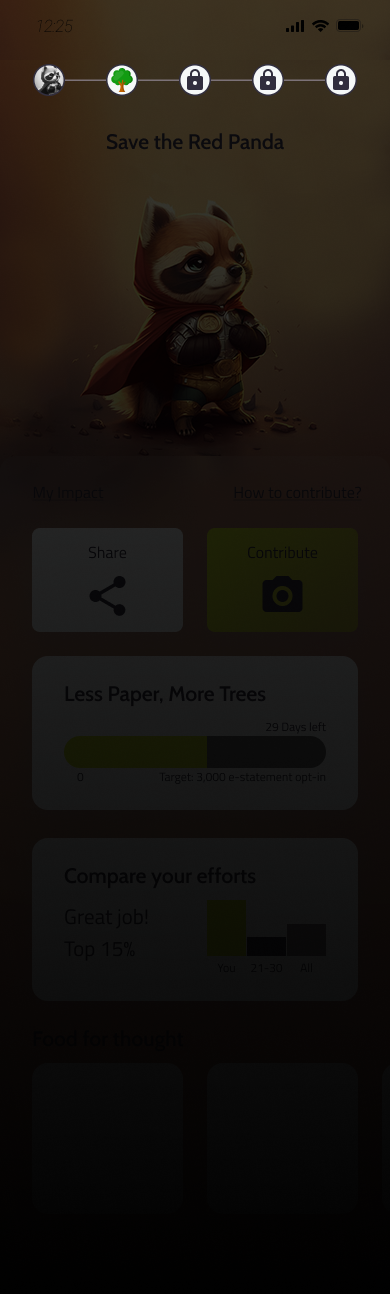 12:25
Save the Red Panda
My Impact
How to contribute?
Share
Contribute
Less Paper, More Trees
29 Days left
0
Target: 3,000 e-statement opt-in
Compare your efforts
Great job!
Top 15%
You
21-30
All
Food for thought